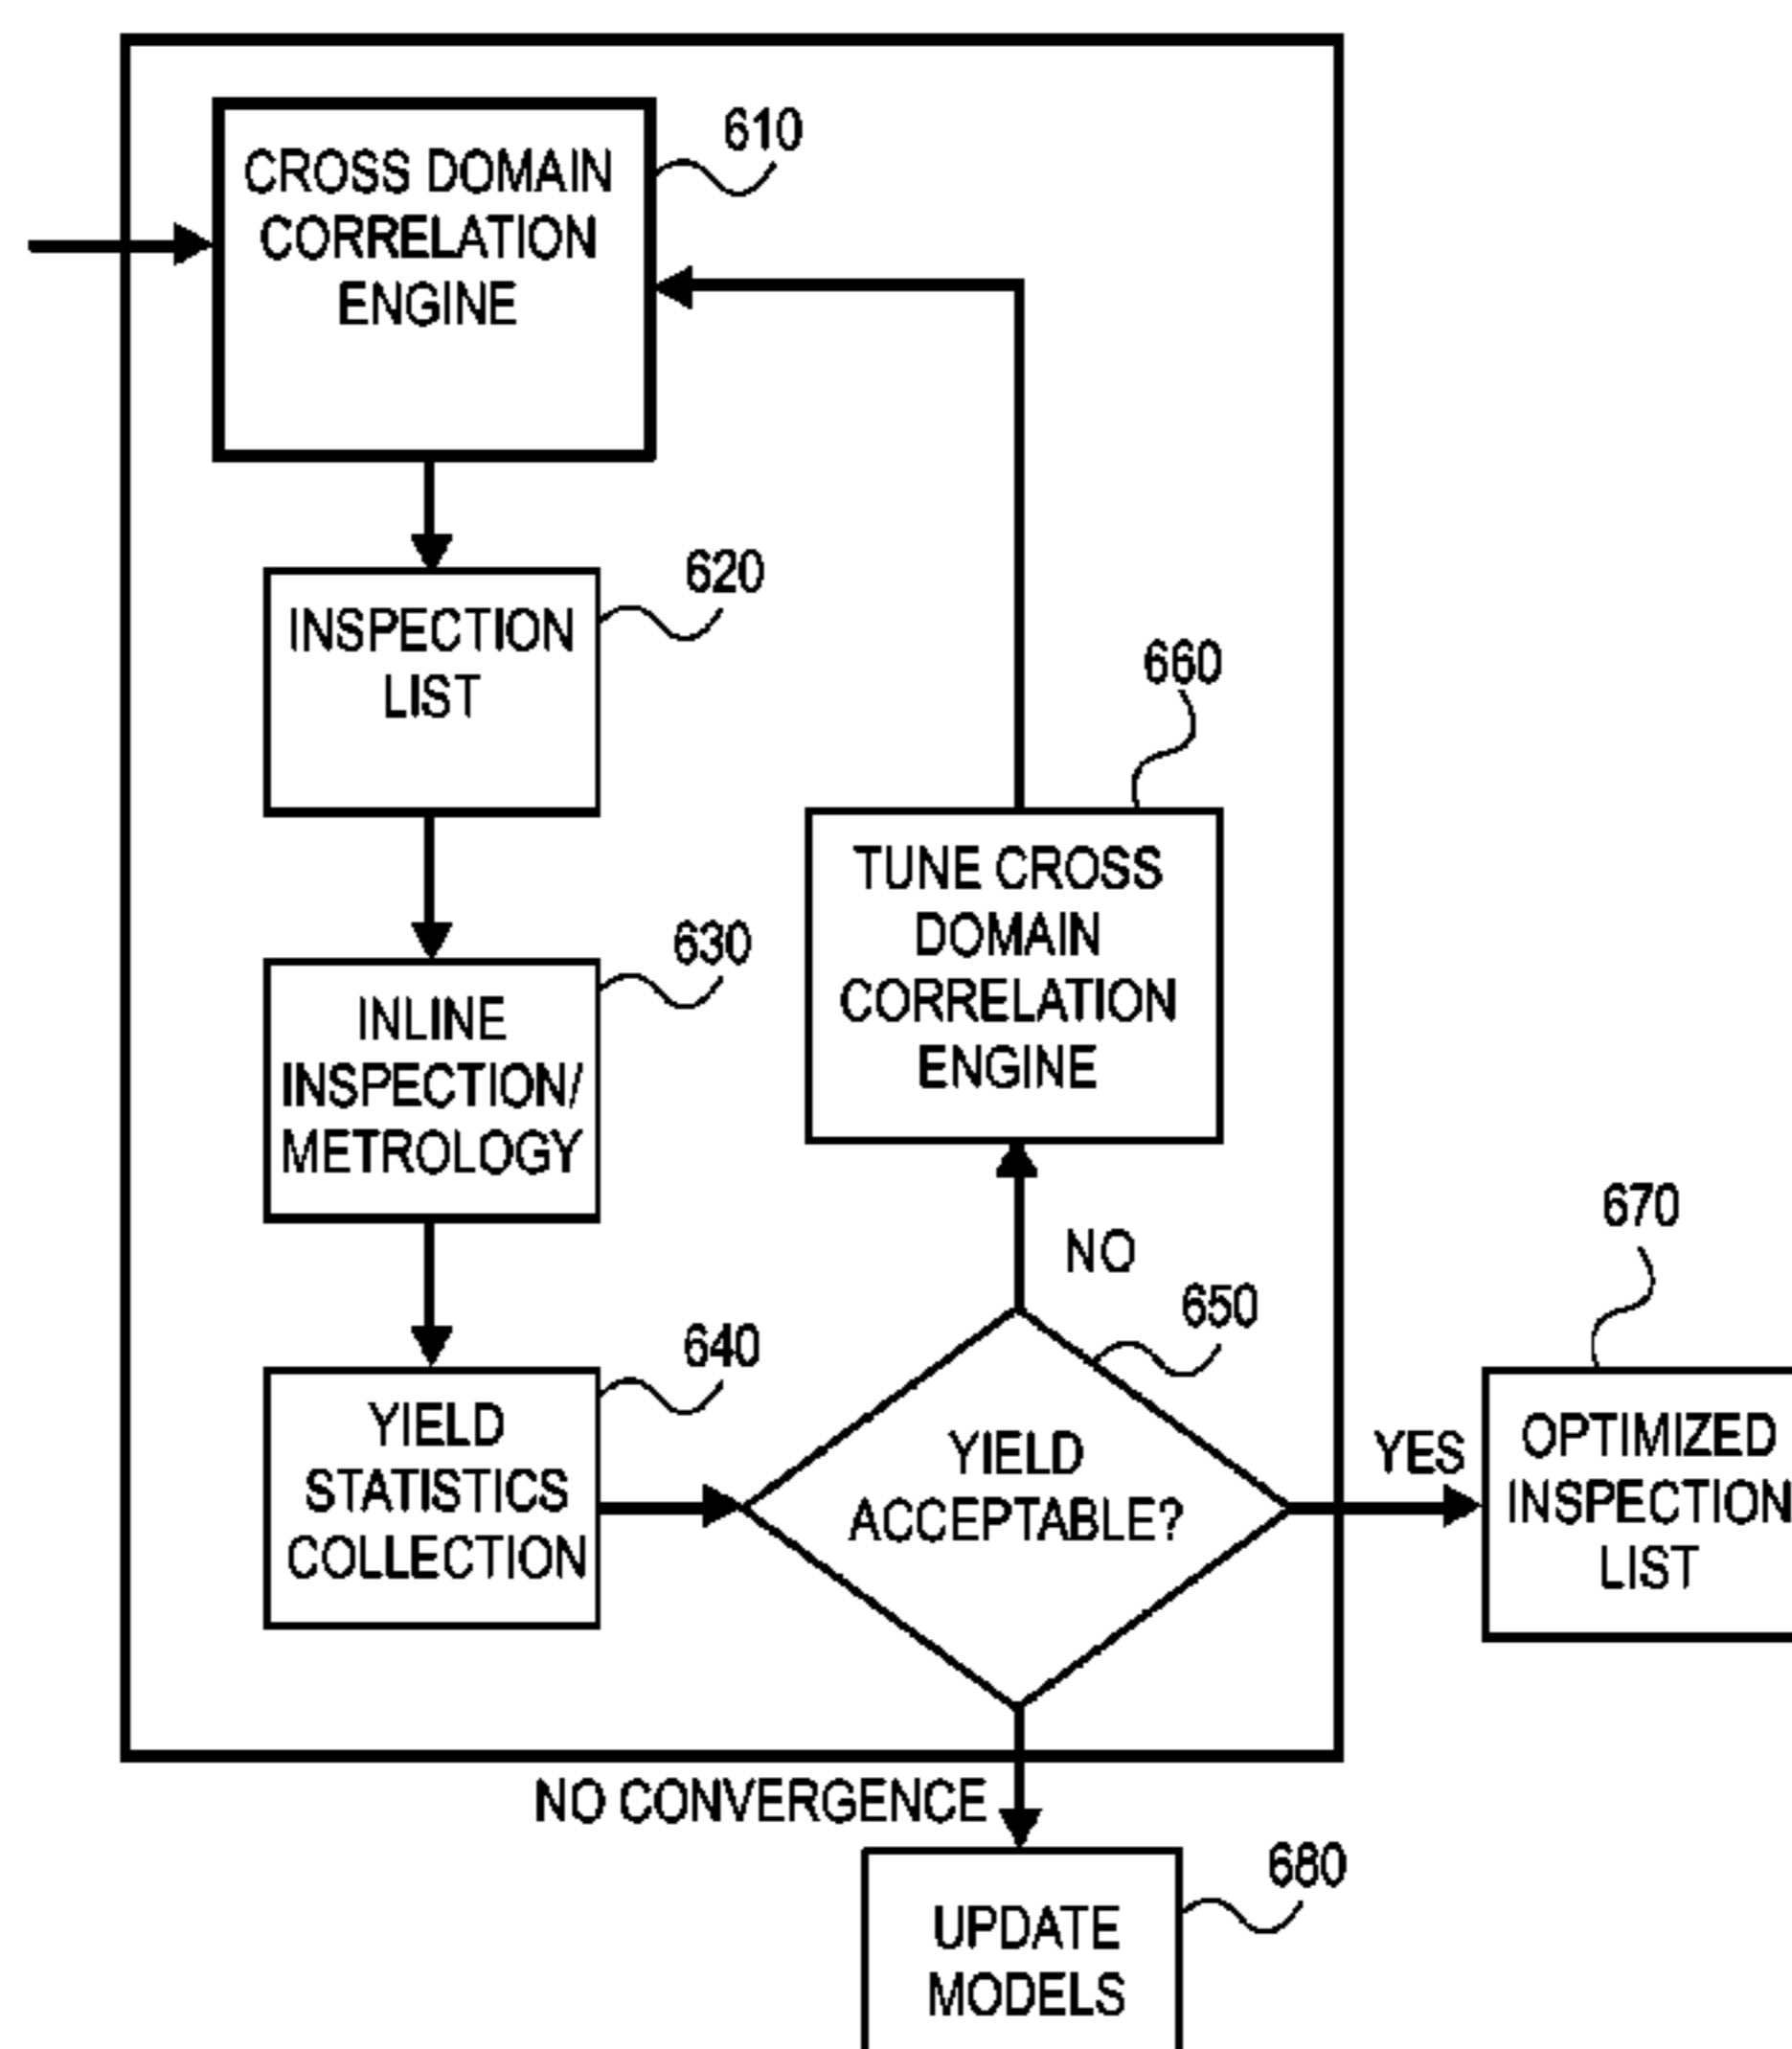 610
CROSS DOMAIN
CORRELATION
ENGINE
620
INSPECTION
LIST
660
TUNE CROSS
DOMAIN
CORRELATION
ENGINE
630
INLINE
INSPECTION/
METROLOGY
NO
670
650
640
YIELD
STATISTICS
COLLECTION
YIELD
ACCEPTABLE?
YES
OPTIMIZED
INSPECTION
LIST
NO CONVERGENCE
680
UPDATE
MODELS